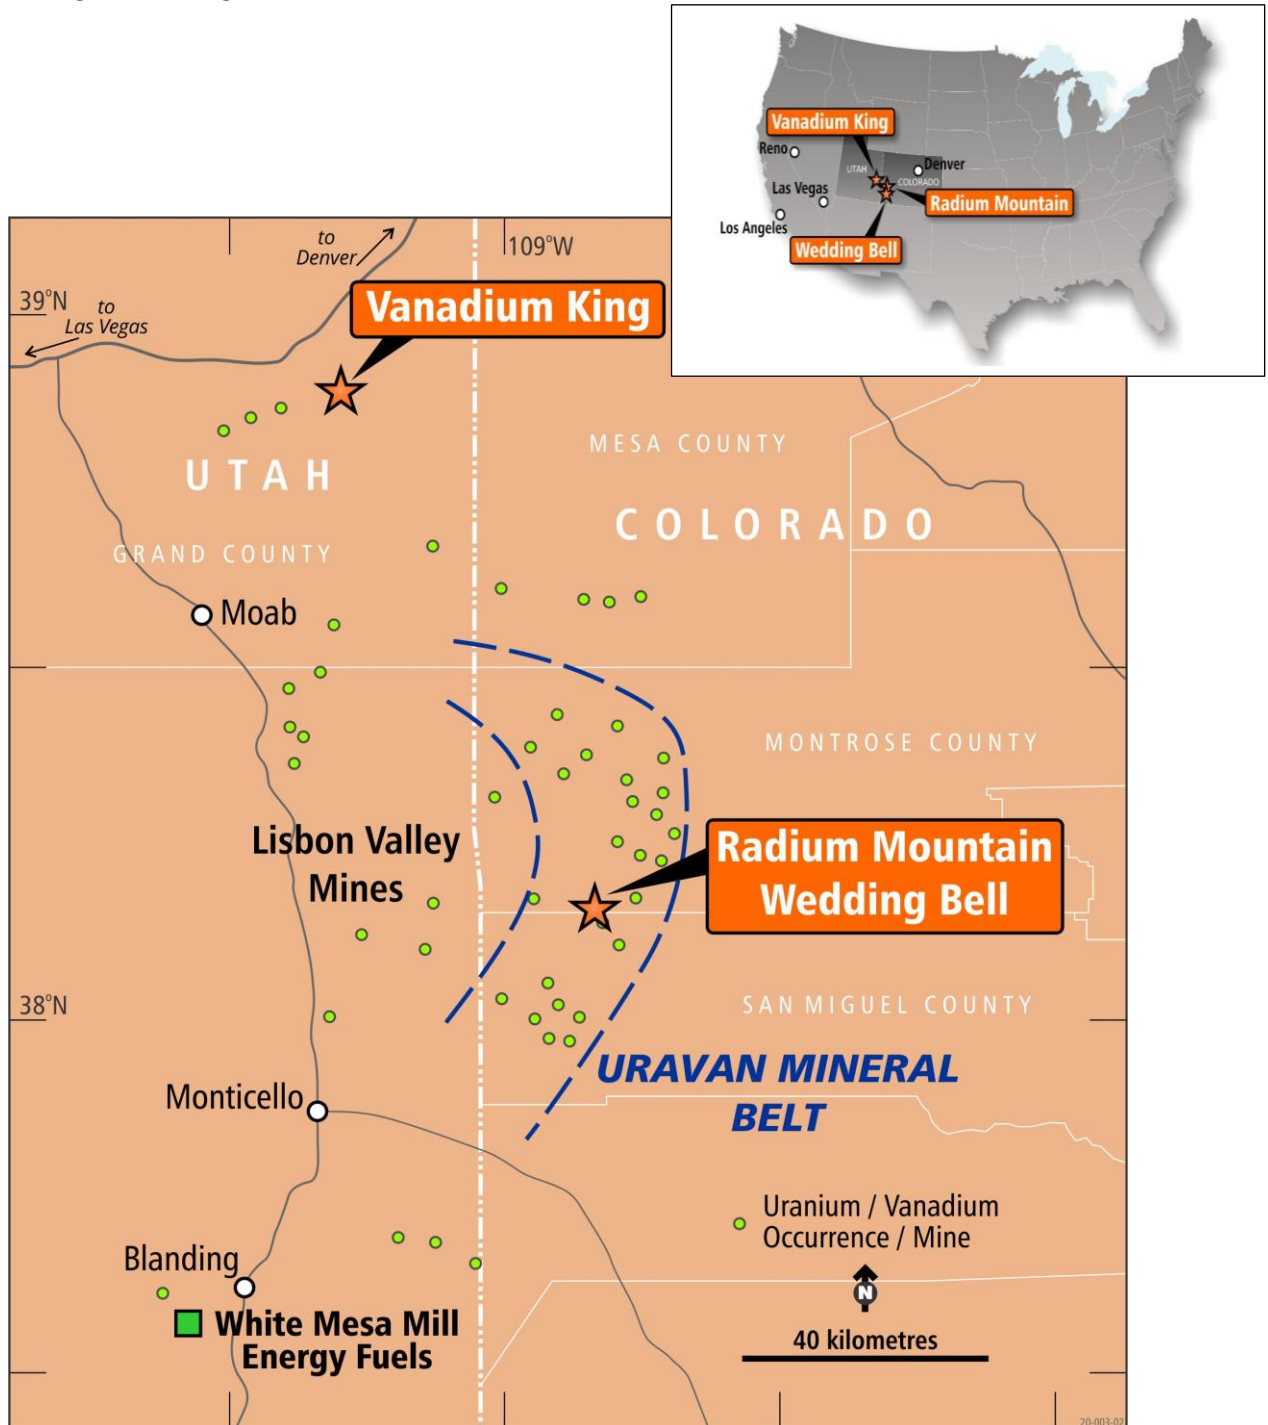 Vanadium King
Reno
Denver
UTAH
COLORADO
Las Vegas
Radium Mountain
Los Angeles
Wedding Bell
to
Denver
109°W
39°N
to
Las Vegas
Vanadium King
MESA COUNTY
UTAH
COLORADO
GRAND COUNTY
Moab
MONTROSE COUNTY
Lisbon Valley
Mines
Radium Mountain
Wedding Bell
38°N
SAN MIGUEL COUNTY
URAVAN MINERAL
BELT
Monticello
Uranium / Vanadium
Occurrence / Mine
Blanding
N
White Mesa Mill
Energy Fuels
40 kilometres
20-003-02